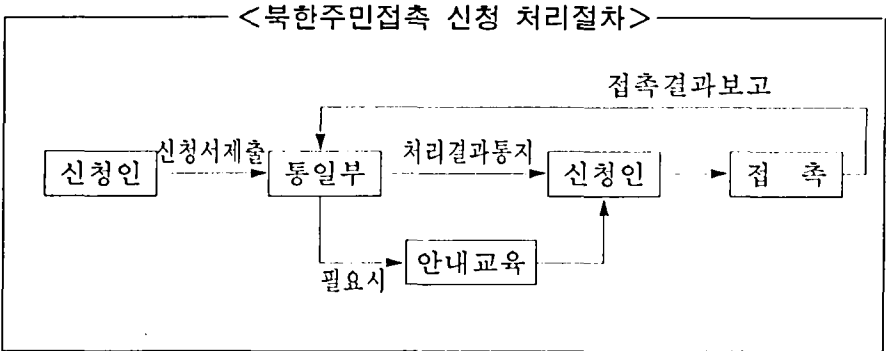 <북한주민접촉 신청 처리절차>
접촉결과보고
신청서제출 처리결과통지
신청인 통일부 신청인 접 촉
필요시 안내교육